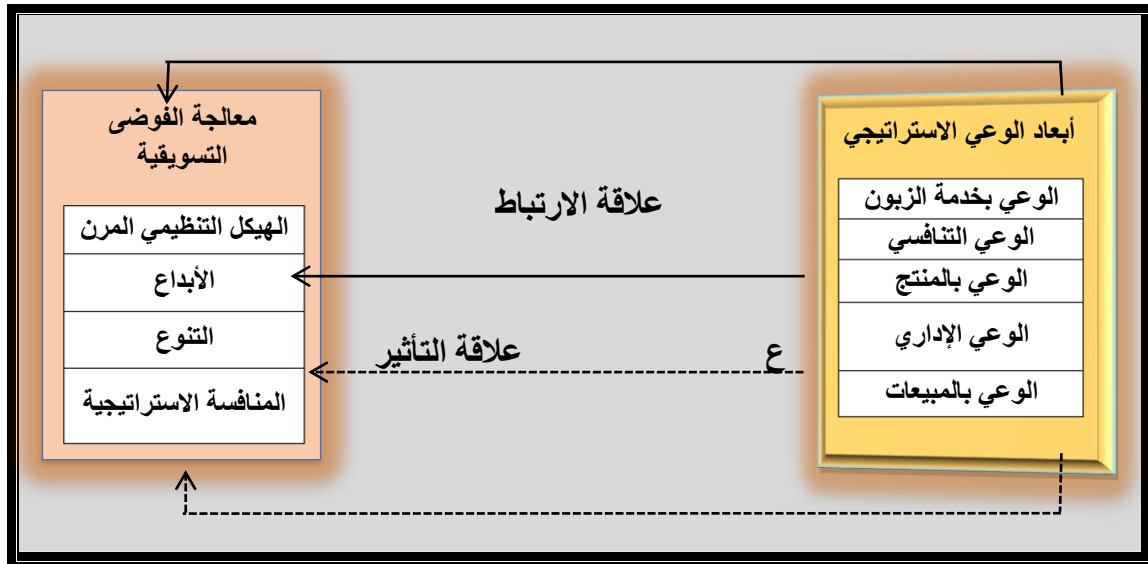 أبعاد الوعي الاستراتيجي
الوعي بخدمة الزبون
الوعي التنافسي
الوعي بالمنتج
الوعي الإداري
الوعي بالمبيعات
علاقة الارتباط
علاقة التأثير
ع
معالجة الفوضى
التسويقية
الهيكل التنظيمي المرن
الأبداع
التنوع
المنافسة الاستراتيجية